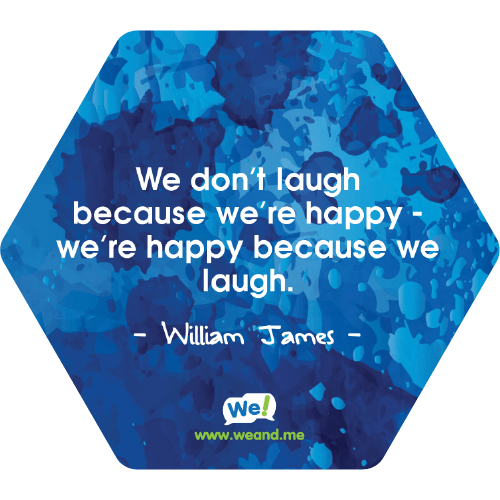 We don't laugh
because we're happy -
we're happy because we
laugh.
- William James -
We!
www.weand.me